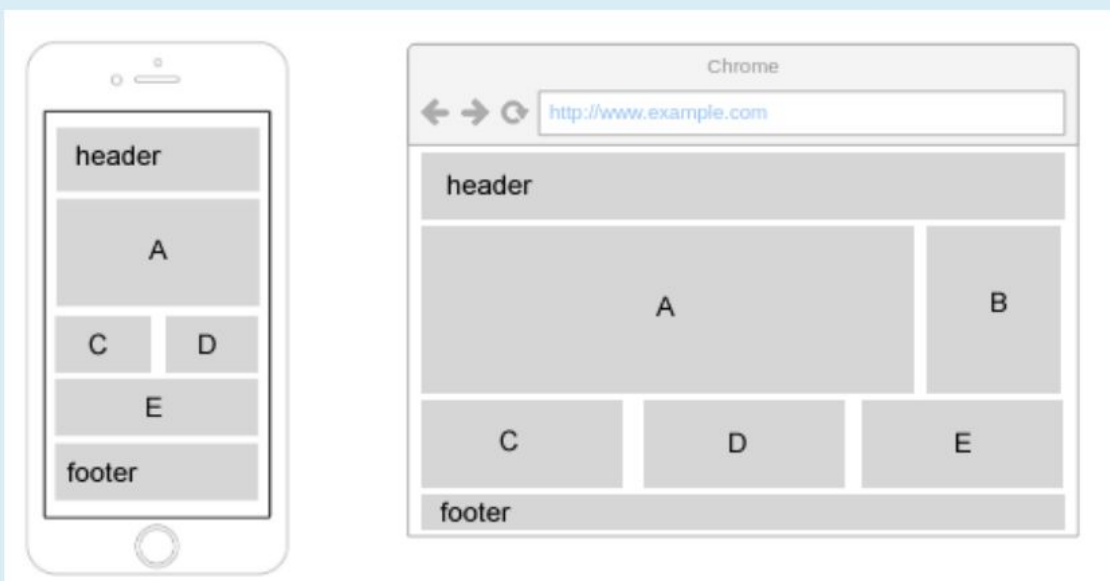 header
A
C D
E
footer
Chrome
http://www.example.com
header
A B
C D E
footer